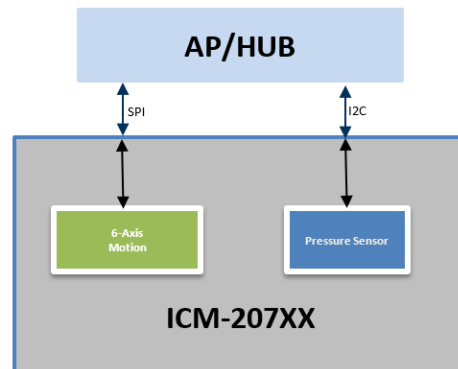 AP/HUB
SPI
I2C
6-Axis
Motion
Pressure Sensor
ICM-207XX